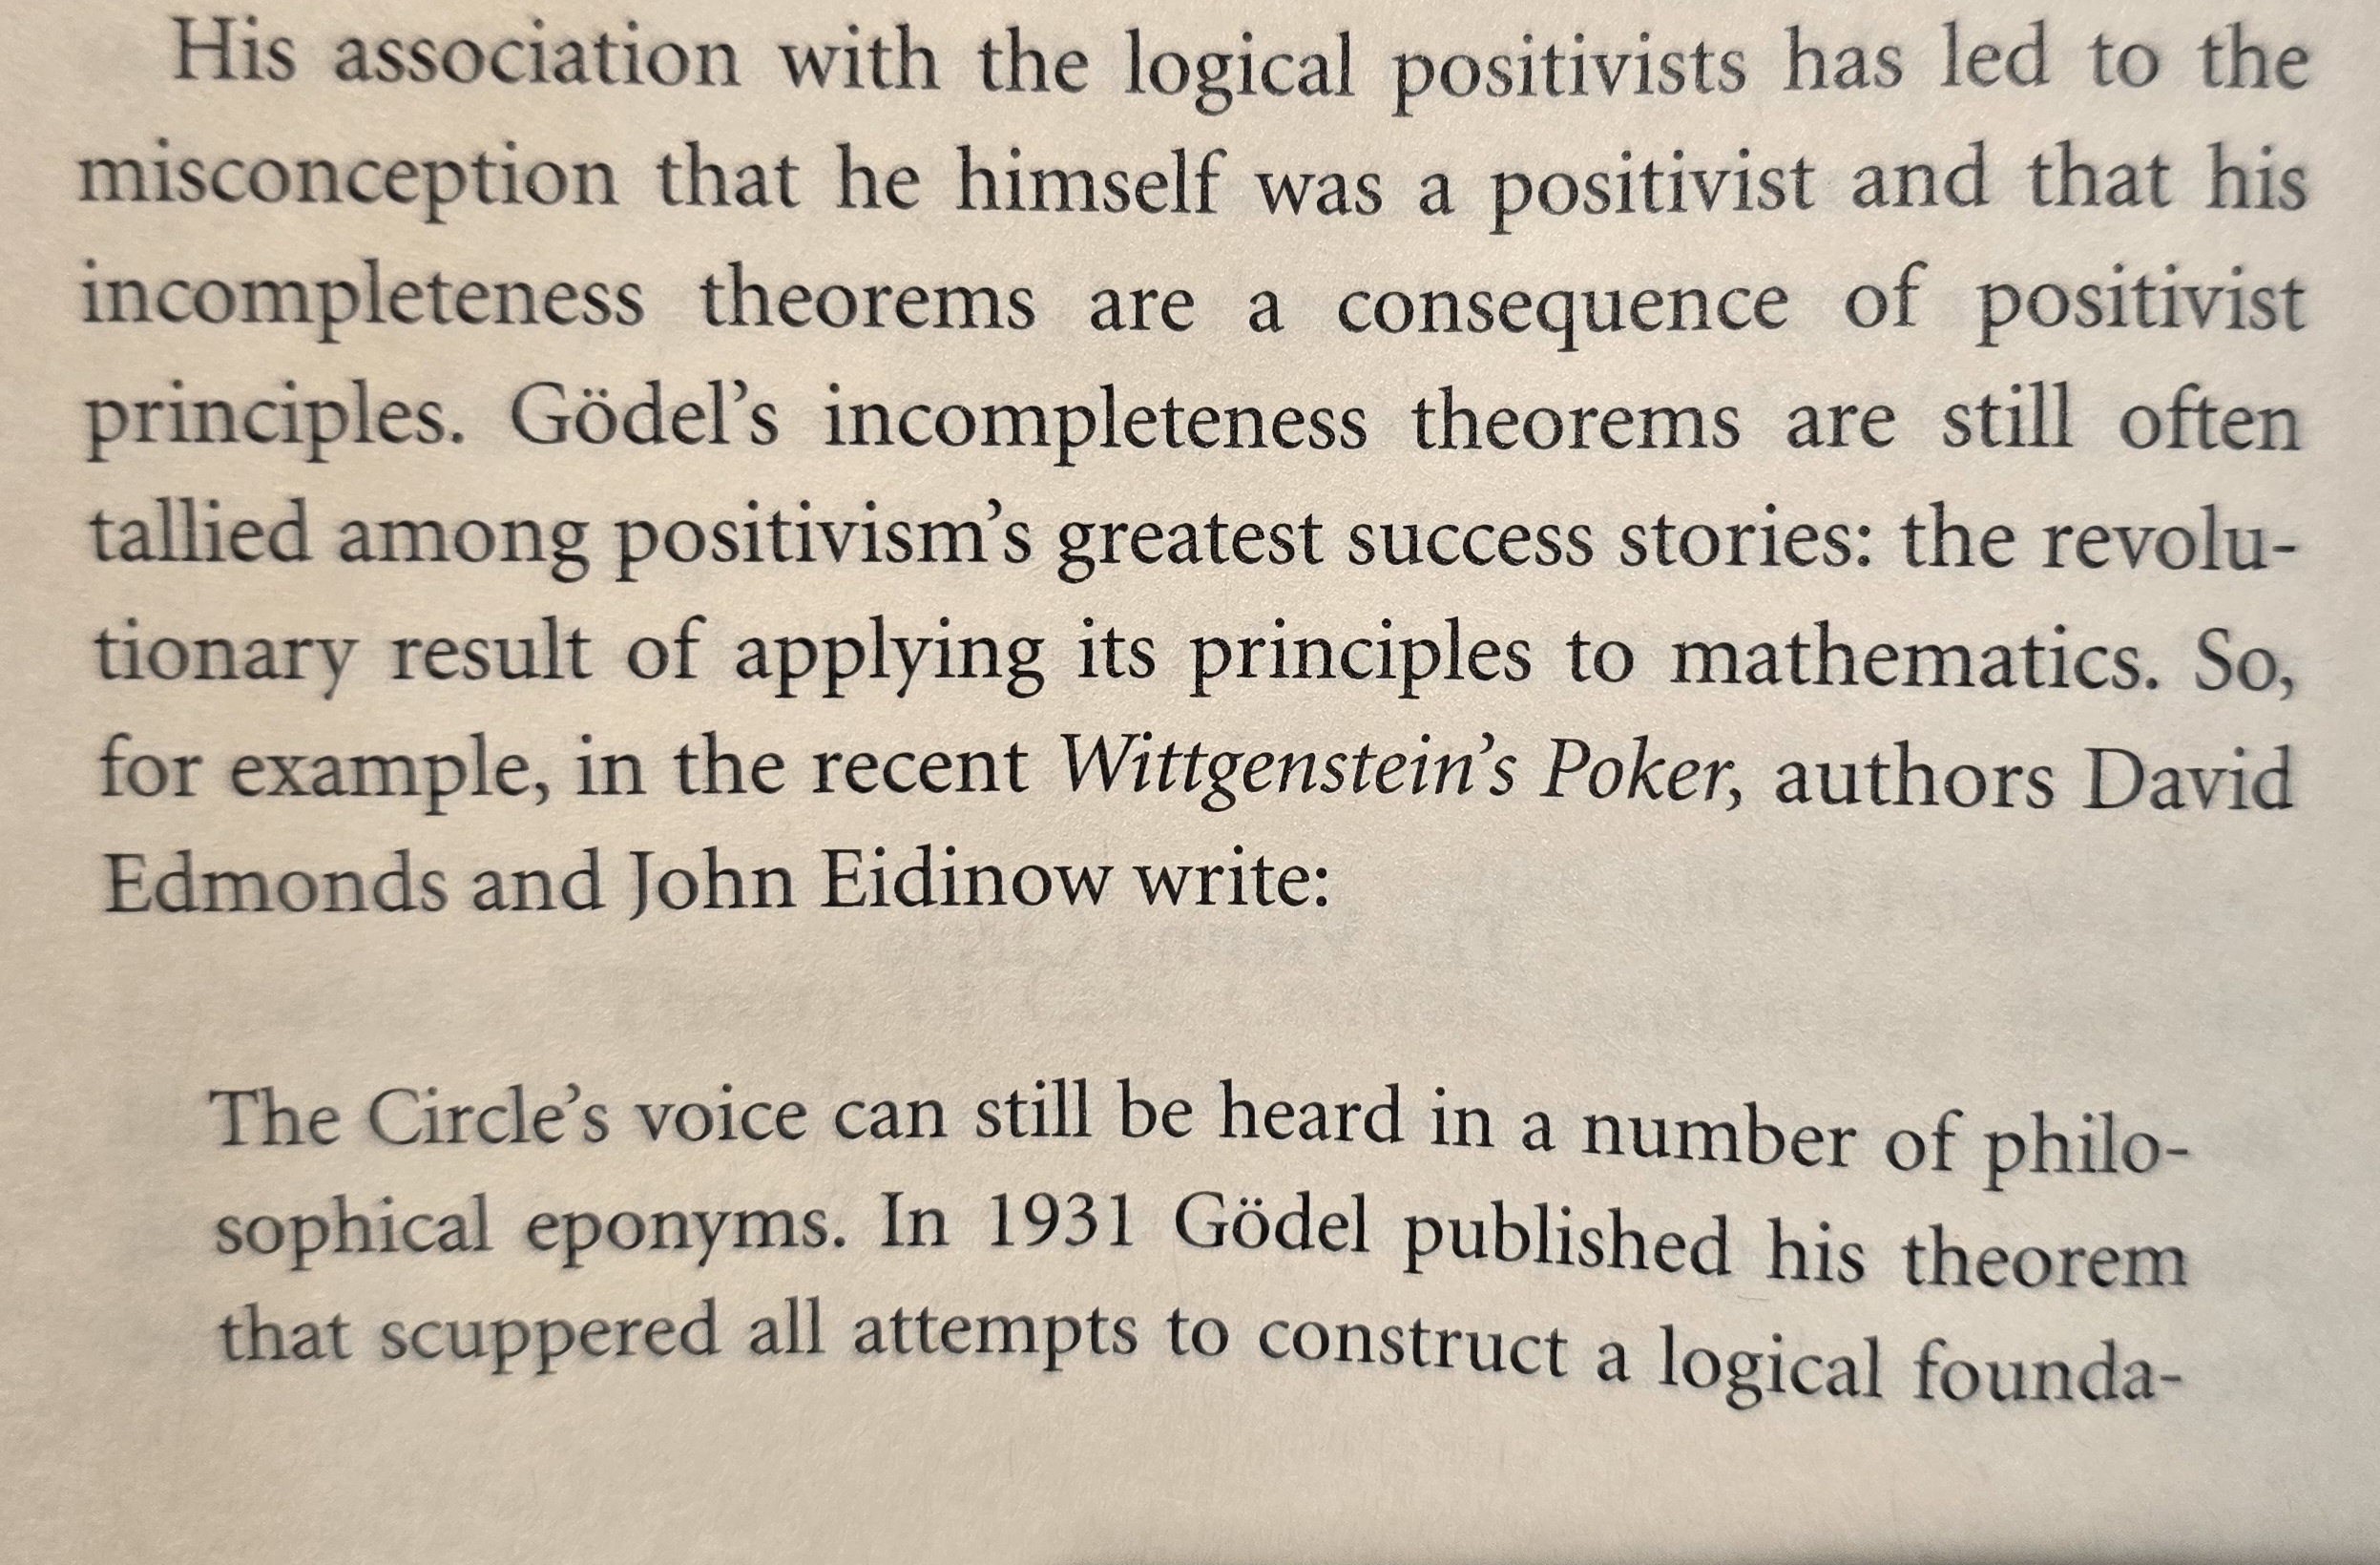 His association with the logical positivists has led to the
misconception that he himself was a positivist and that his
incompleteness theorems are a consequence of positivist
principles. Gödel’s incompleteness theorems are still often
tallied among positivism’s greatest success stories: the revolu-
tionary result of applying its principles to mathematics. So,
for example, in the recent Wittgenstein’s Poker, authors David
Edmonds and John Eidinow write:
The Circle’s voice can still be heard in a number of philo-
sophical eponyms. In 1931 Gödel published his theorem
that scuppered all attempts to construct a logical founda-